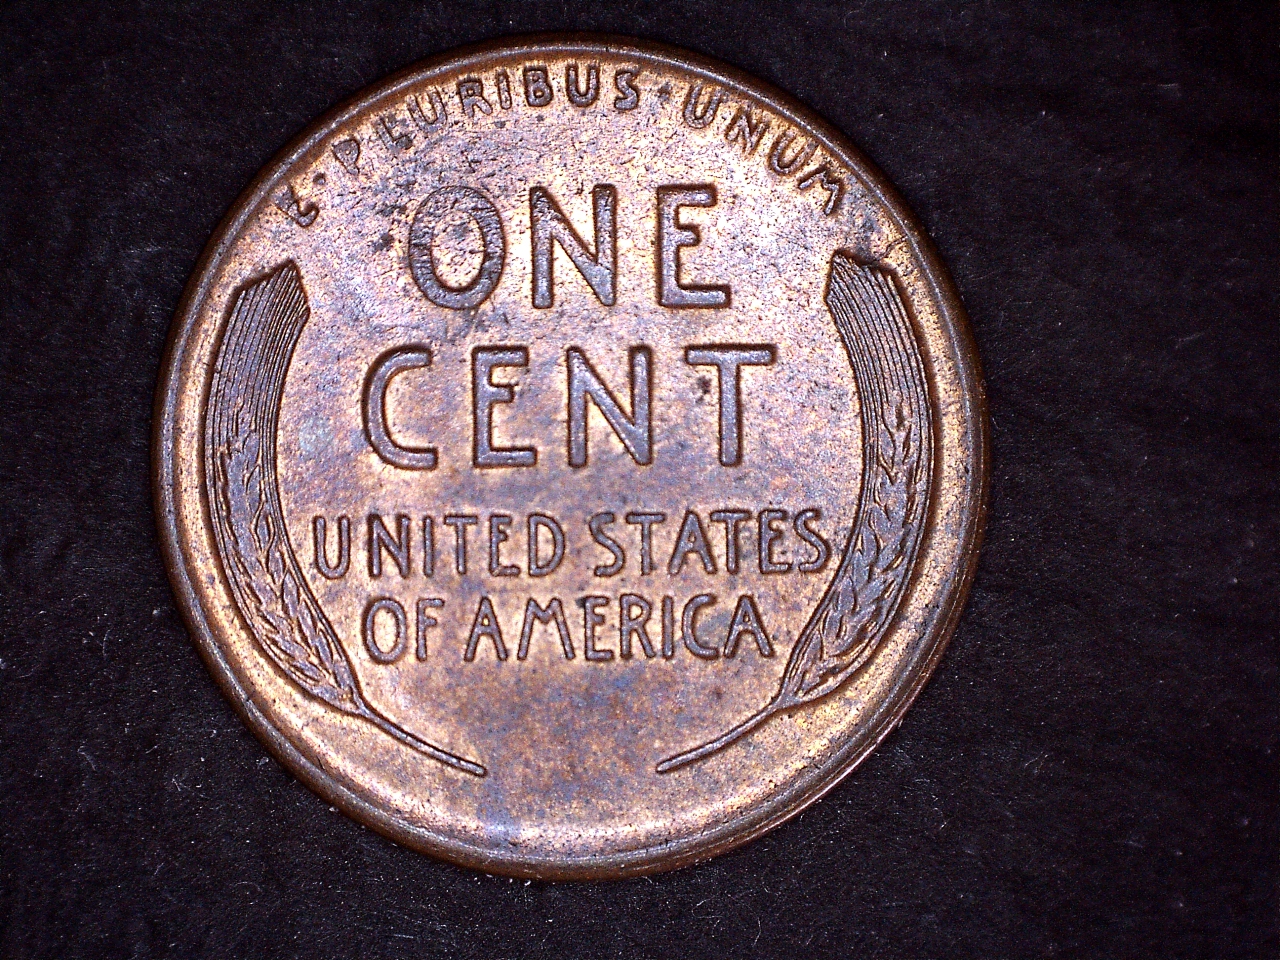 E·PLURIBUS·UNUM
ONE
CENT
UNITED STATES
OF AMERICA